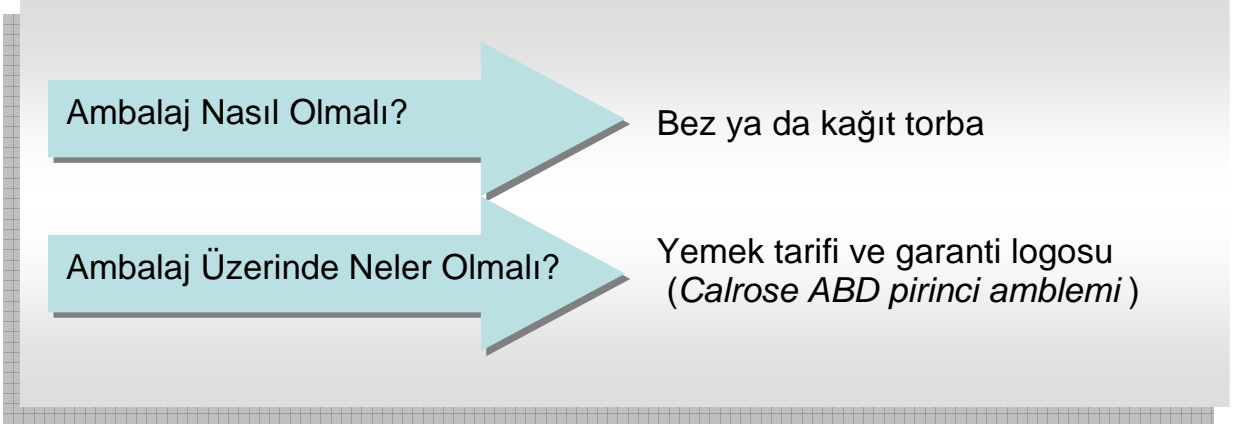 Ambalaj Nasıl Olmalı?
Bez ya da kağıt torba
Ambalaj Üzerinde Neler Olmalı?
Yemek tarifi ve garanti logosu
(Calrose ABD pirinci amblemi )